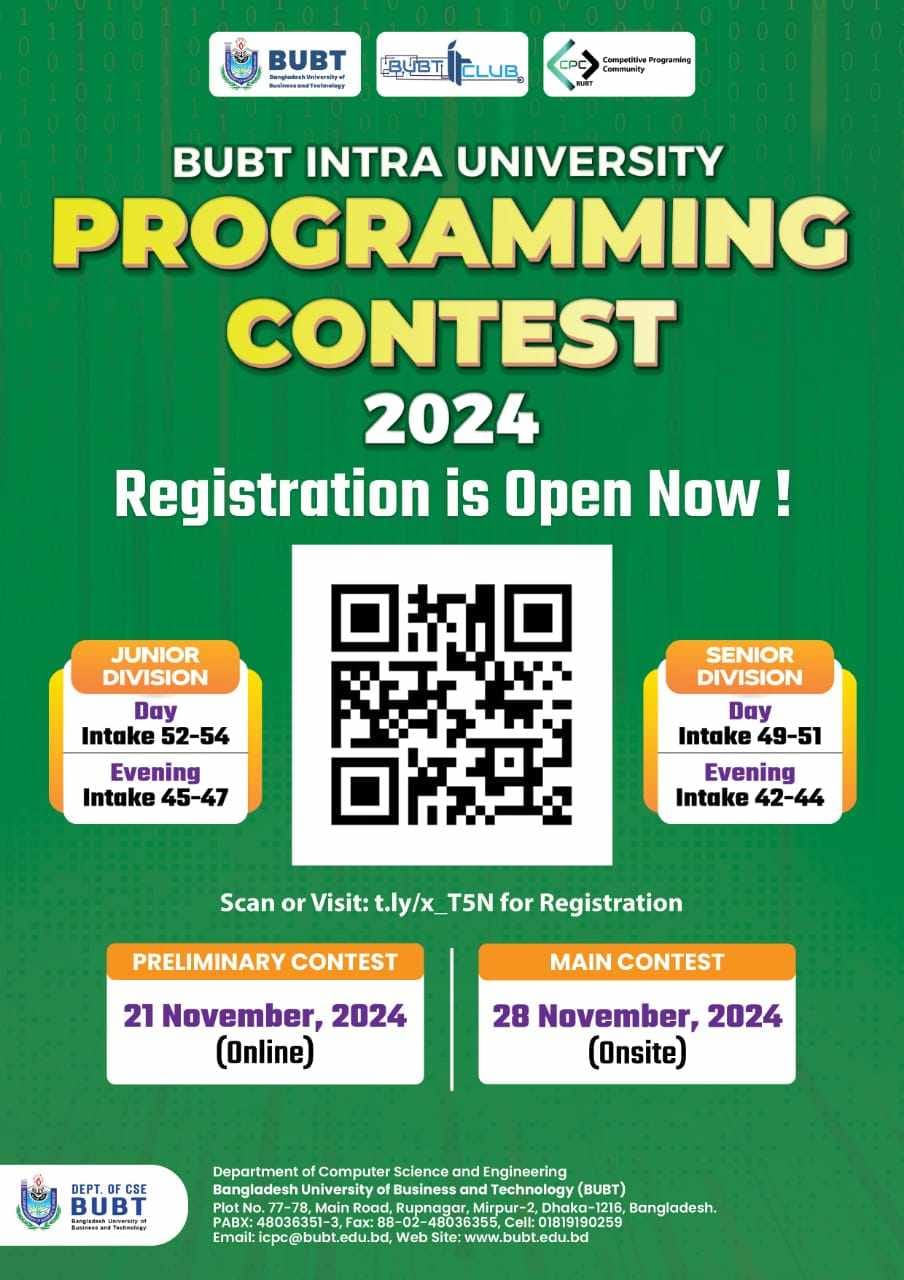 BUBT
Bangladesh University of
Business and Technology
BUBT it CLUB
CPC
BUBT
Competitive Programing
Community
BUBT INTRA UNIVERSITY
PROGRAMMING
CONTEST
2024
Registration is Open Now !
JUNIOR
DIVISION
Day
Intake 52-54
Evening
Intake 45-47
SENIOR
DIVISION
Day
Intake 49-51
Evening
Intake 42-44
Scan or Visit: t.ly/x_T5N for Registration
PRELIMINARY CONTEST
21 November, 2024
(Online)
MAIN CONTEST
28 November, 2024
(Onsite)
DEPT. OF CSE
BUBT
Bangladesh University of
Business and Technology
Department of Computer Science and Engineering
Bangladesh University of Business and Technology (BUBT)
Plot No. 77-78, Main Road, Rupnagar, Mirpur-2, Dhaka-1216, Bangladesh.
PABX: 48036351-3, Fax: 88-02-48036355, Cell: 01819190259
Email: icpc@bubt.edu.bd, Web Site: www.bubt.edu.bd